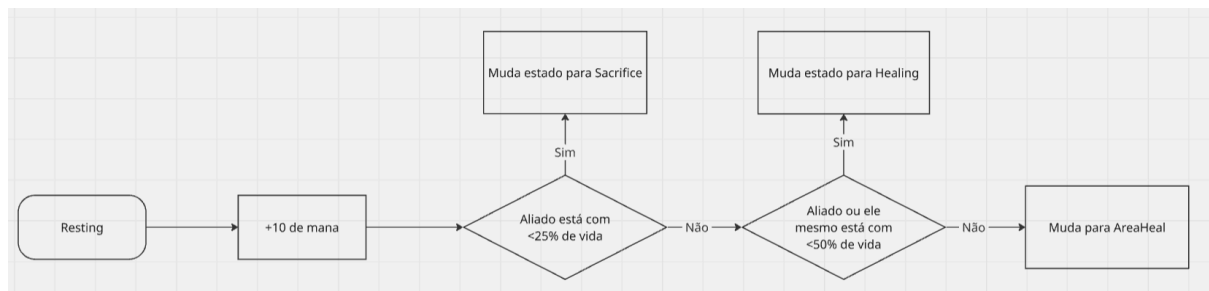 Muda estado para Sacrifice
Muda estado para Healing
Sim
Sim
Resting
+10 de mana
Aliado está com
<25% de vida
Não
Aliado ou ele
mesmo está com
<50% de vida
Não
Muda para AreaHeal